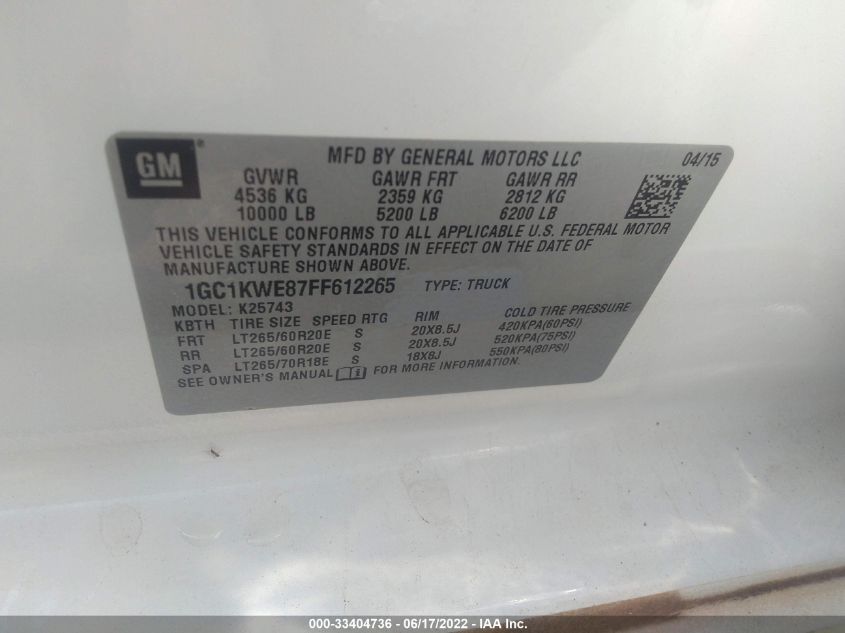 GM
MFD BY GENERAL MOTORS LLC 04/15
GVWR GAWR FRT GAWR RR
4536 KG 2359 KG 2812 KG
10000 LB 5200 LB 6200 LB
THIS VEHICLE CONFORMS TO ALL APPLICABLE U.S. FEDERAL MOTOR
VEHICLE SAFETY STANDARDS IN EFFECT ON THE DATE OF
MANUFACTURE SHOWN ABOVE.
1GC1KWE87FF612265 TYPE: TRUCK
MODEL: K25743
KBTH TIRE SIZE SPEED RTG RIM COLD TIRE PRESSURE
FRT LT265/60R20E S 20X8.5J 420KPA(60PSI)
RR LT265/60R20E S 20X8.5J 520KPA(75PSI)
SPA LT265/70R18E S 18X8J 550KPA(80PSI)
SEE OWNER'S MANUAL FOR MORE INFORMATION.
000-33404736 - 06/17/2022 - IAA Inc.